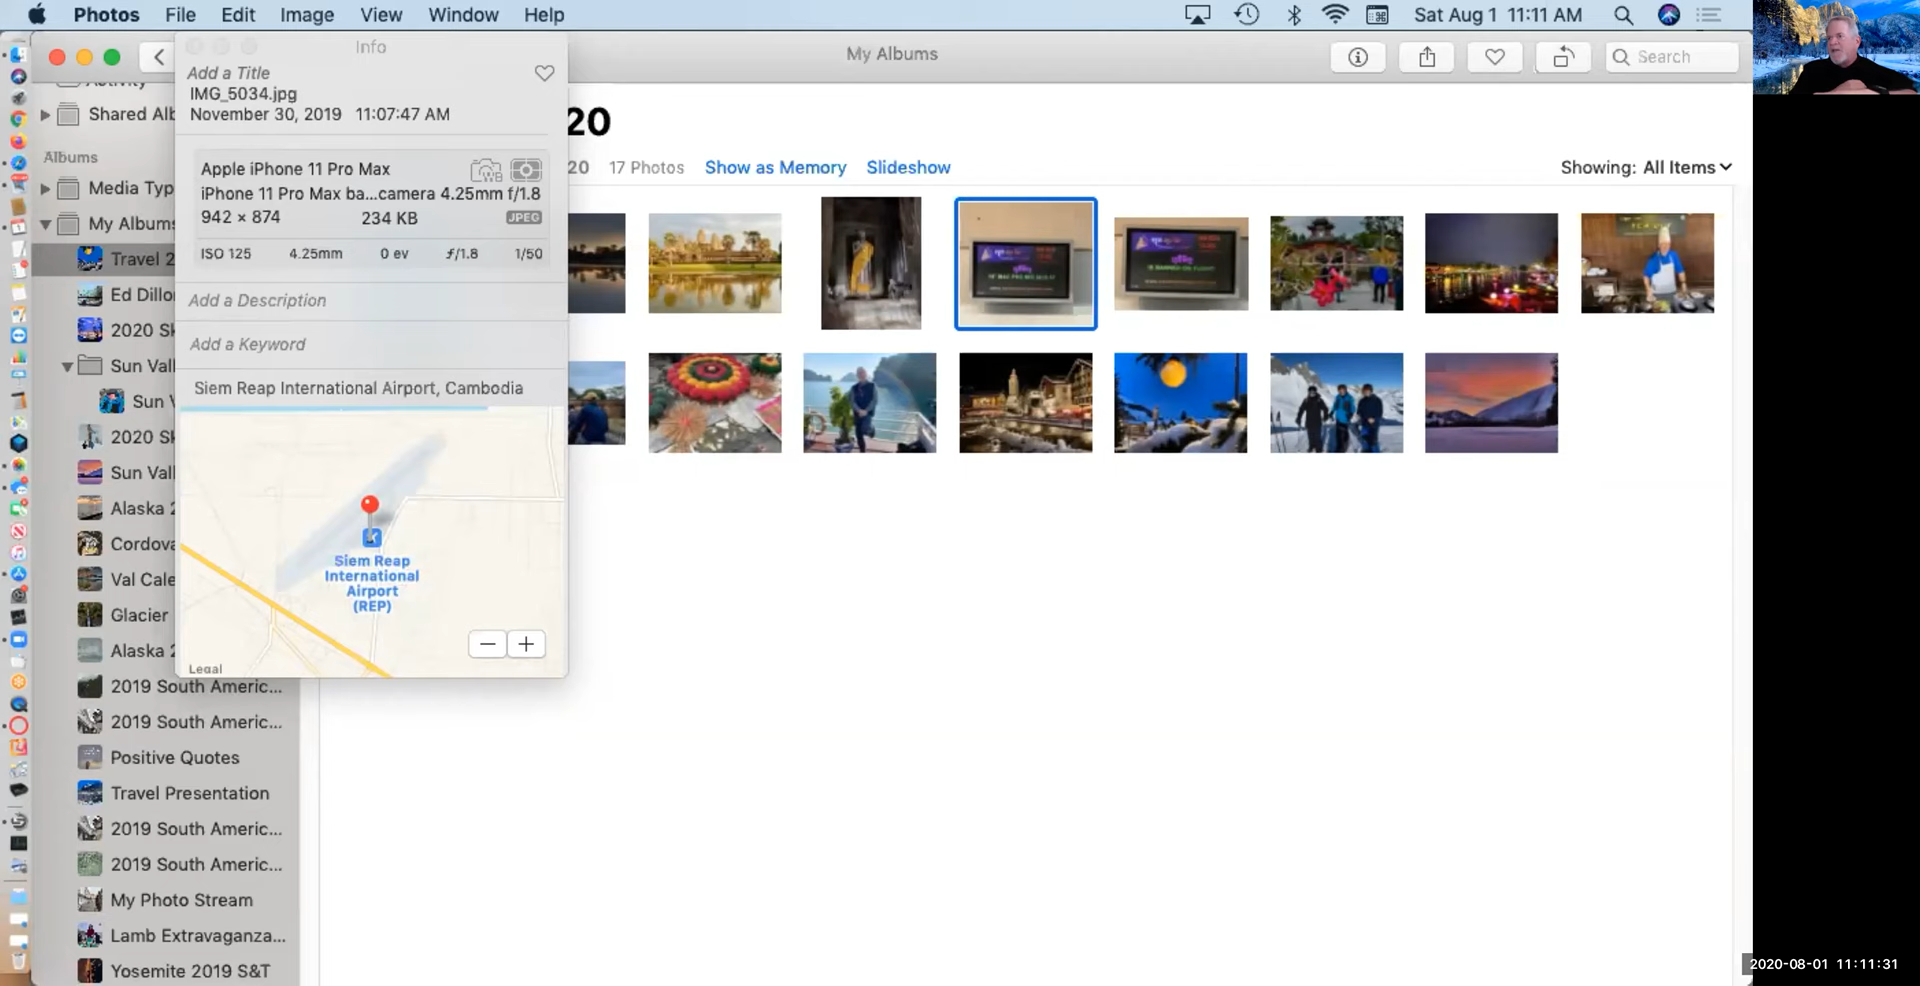 Photos File Edit Image View Window Help
Sat Aug 1 11:11 AM
Info
My Albums
Search
Add a Title
IMG_5034.jpg
November 30, 2019 11:07:47 AM
Apple iPhone 11 Pro Max
iPhone 11 Pro Max ba...camera 4.25mm f/1.8
942 × 874 234 KB JPEG
ISO 125 4.25mm 0 ev ƒ/1.8 1/50
Add a Description
Add a Keyword
Siem Reap International Airport, Cambodia
Siem Reap
International
Airport
(REP)
Legal
Activity
Shared Alb
Albums
Media Typ
My Albums
Travel 2
Ed Dillo
2020 Sk
Sun Vall
Sun V
2020 Sk
Sun Vall
Alaska 2
Cordova
Val Cale
Glacier
Alaska 2
2019 South Americ...
2019 South Americ...
Positive Quotes
Travel Presentation
2019 South Americ...
2019 South Americ...
My Photo Stream
Lamb Extravaganza...
Yosemite 2019 S&T
20
20 17 Photos Show as Memory Slideshow
Showing: All Items
2020-08-01 11:11:31